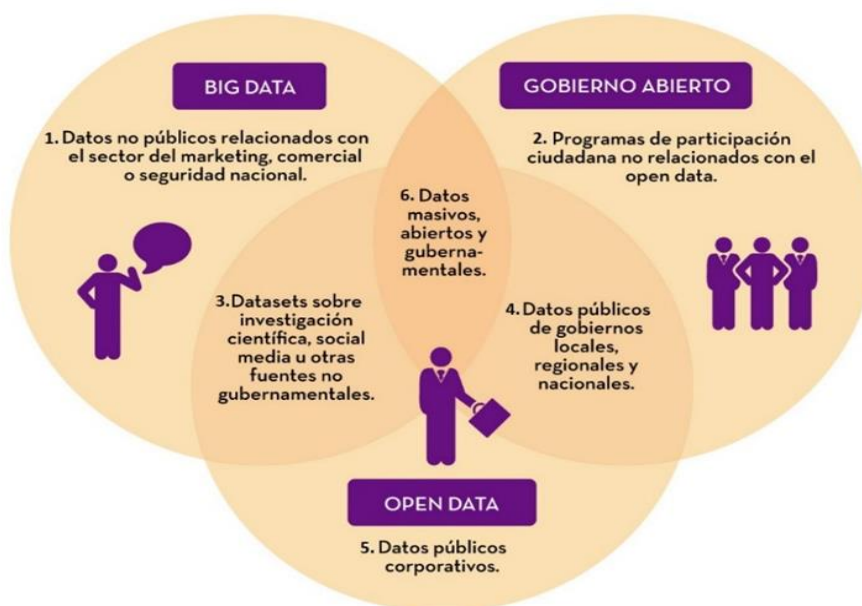 BIG DATA
1. Datos no públicos relacionados con
el sector del marketing, comercial
o seguridad nacional.
GOBIERNO ABIERTO
2. Programas de participación
ciudadana no relacionados con el
open data.
3. Datasets sobre
investigación
científica, social
media u otras
fuentes no
gubernamentales.
6. Datos
masivos,
abiertos y
guberna-
mentales.
4. Datos públicos
de gobiernos
locales,
regionales y
nacionales.
OPEN DATA
5. Datos públicos
corporativos.